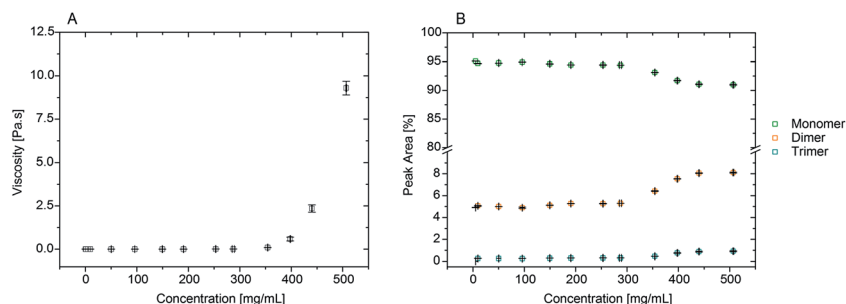 A
12.5
10.0
7.5
5.0
2.5
0.0
Viscosity [Pa.s]
0 100 200 300 400 500
Concentration [mg/mL]
B
100
95
90
85
80
8
6
4
2
0
Peak Area [%]
0 100 200 300 400 500
Concentration [mg/mL]
Monomer
Dimer
Trimer